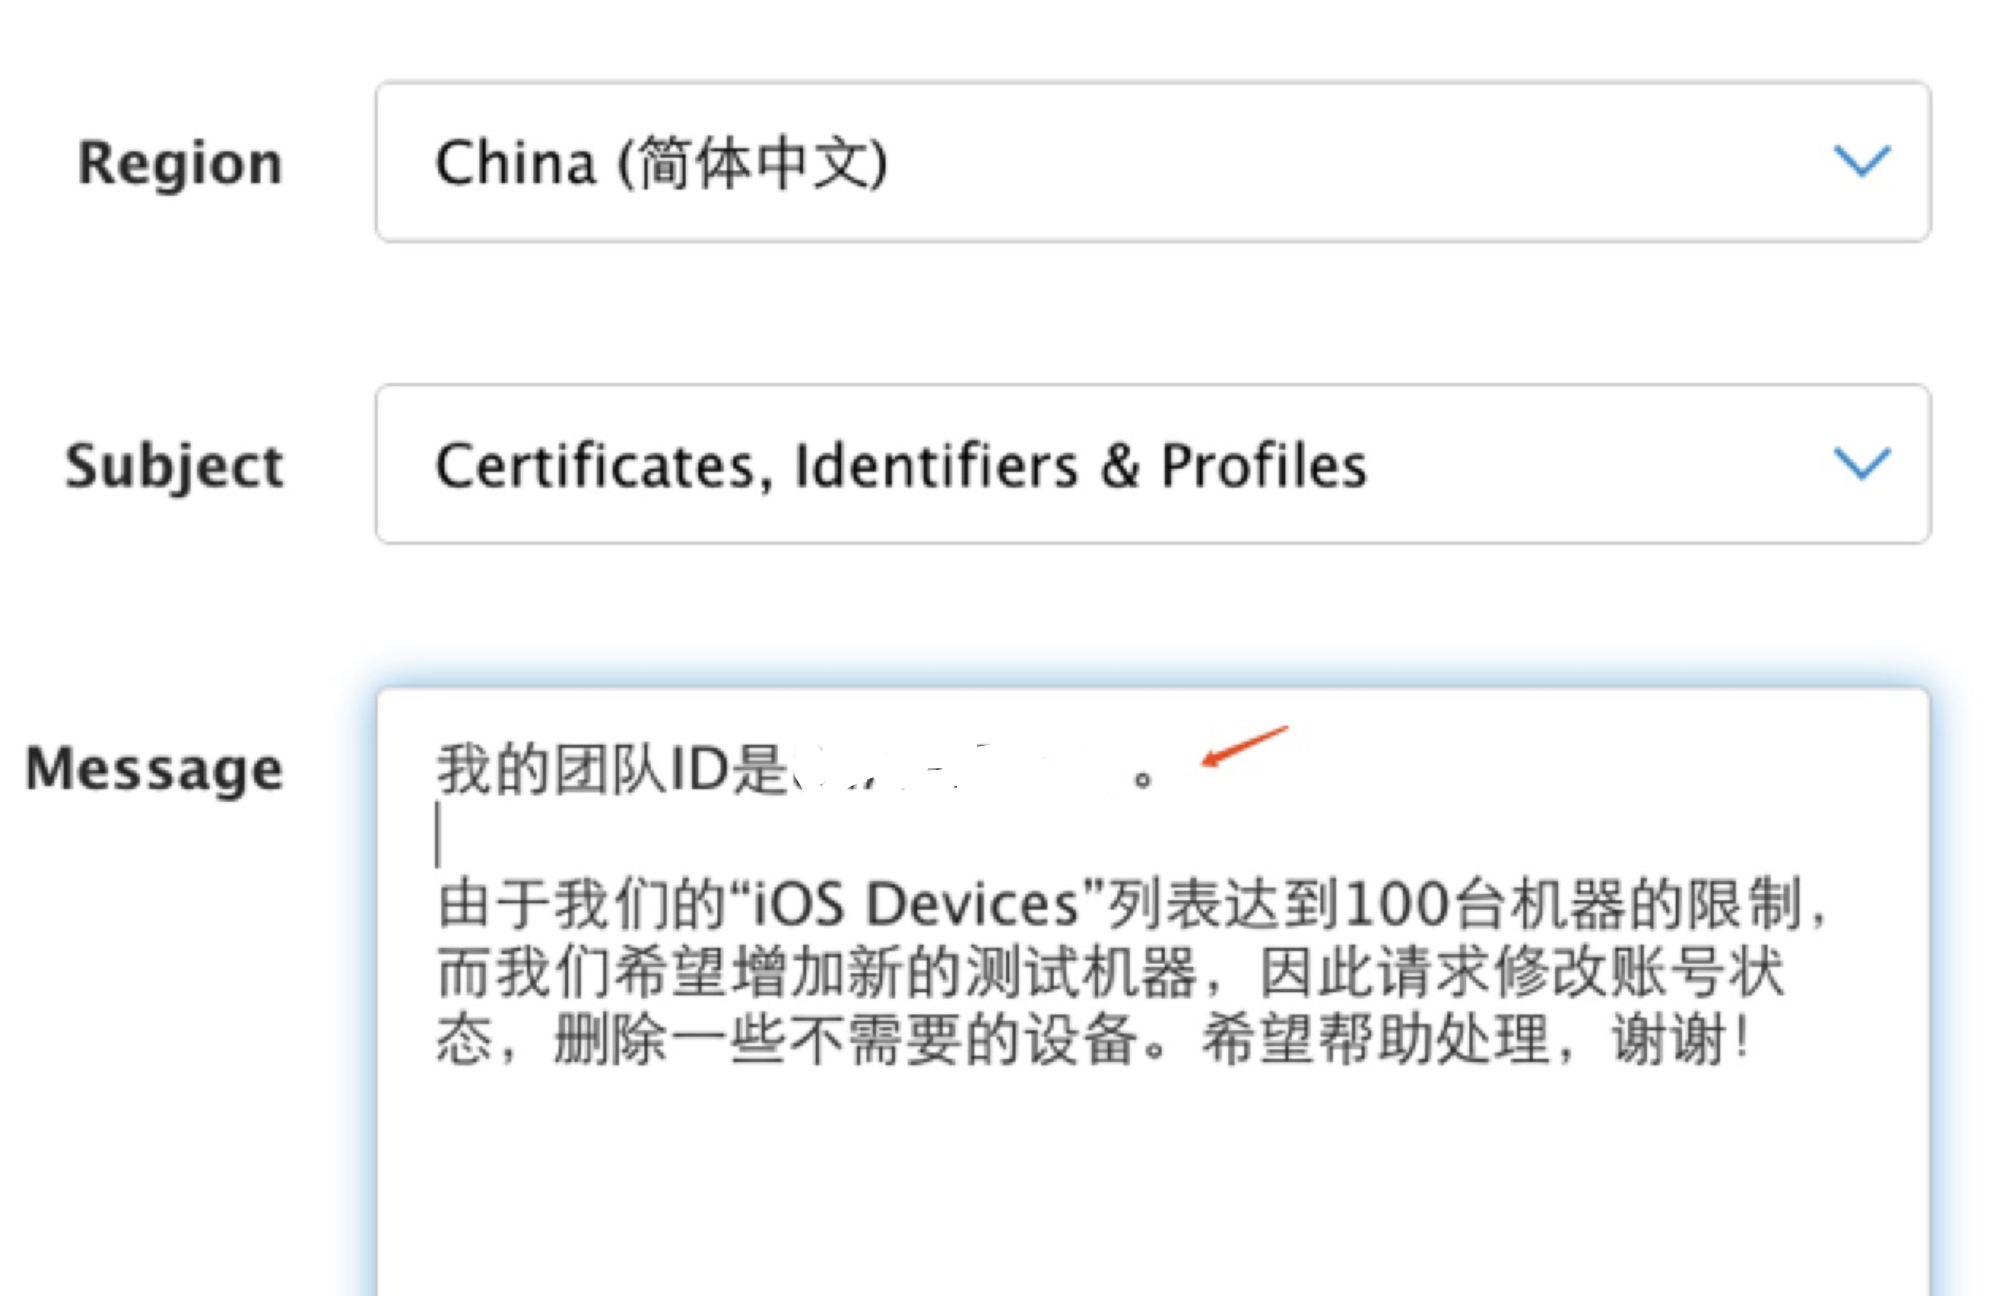 Region
China (简体中文)
Subject
Certificates, Identifiers & Profiles
Message
我的团队ID是 。
由于我们的“iOS Devices”列表达到100台机器的限制，
而我们希望增加新的测试机器，因此请求修改账号状
态，删除一些不需要的设备。希望帮助处理，谢谢！